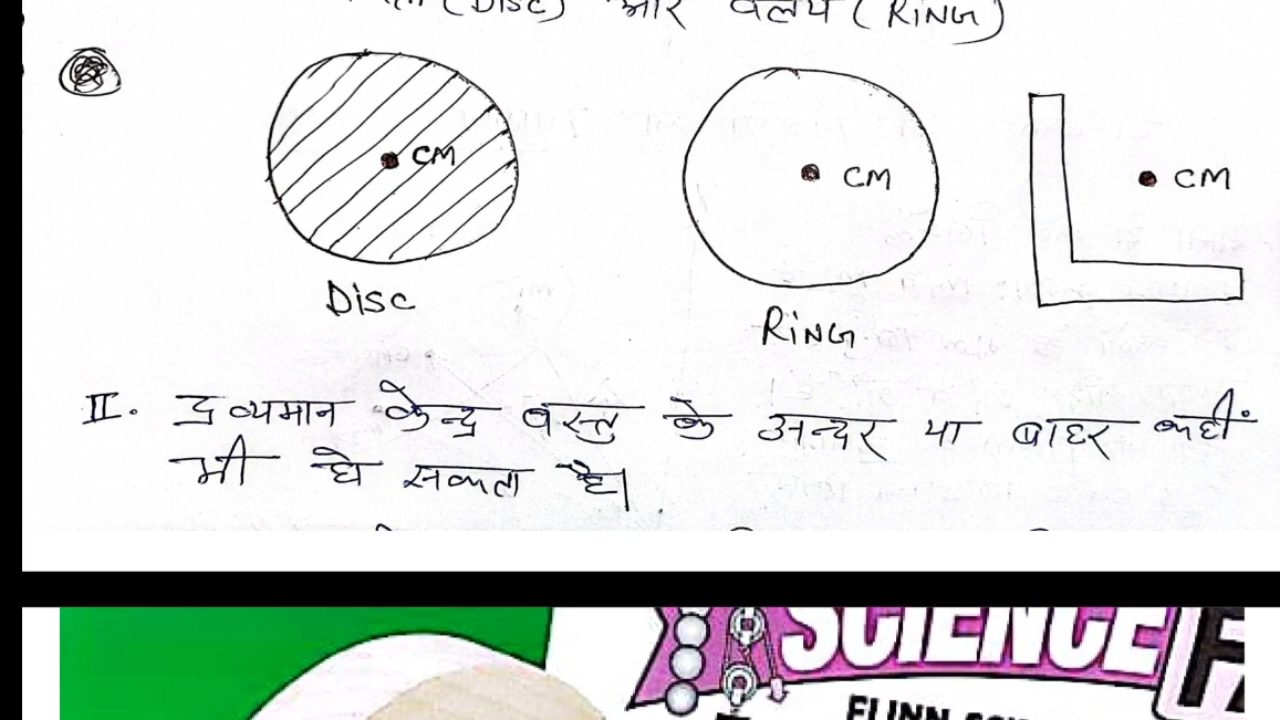 (DISC) और वलय (RING)
CM
CM
CM
Disc
RING
II. द्रव्यमान केन्द्र वस्तु के अन्दर या बाहर कहीं
भी हो सकता है।
SCIENCE
FLINN